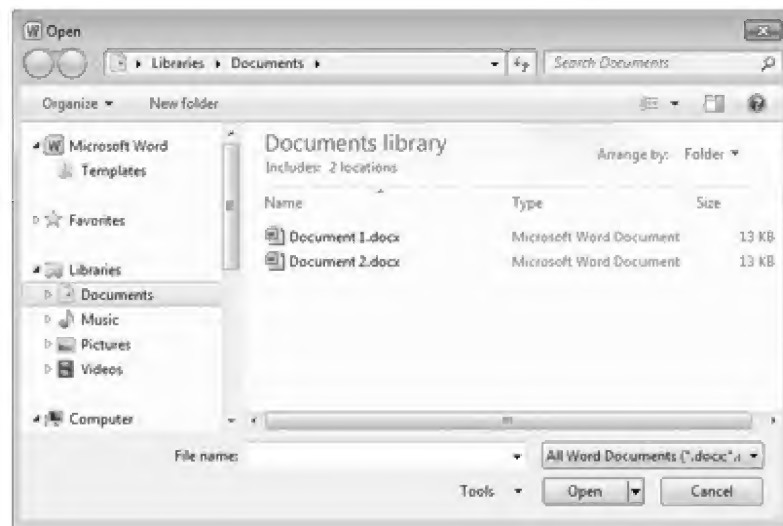 Open
Libraries Documents
Search Documents
Organize New folder
Microsoft Word
Templates
Favorites
Libraries
Documents
Music
Pictures
Videos
Computer
Documents library
Includes: 2 locations
Arrange by: Folder
Name Type Size
Document 1.docx Microsoft Word Document 13 KB
Document 2.docx Microsoft Word Document 13 KB
File name:
All Word Documents (*.docx;*.d
Tools Open Cancel